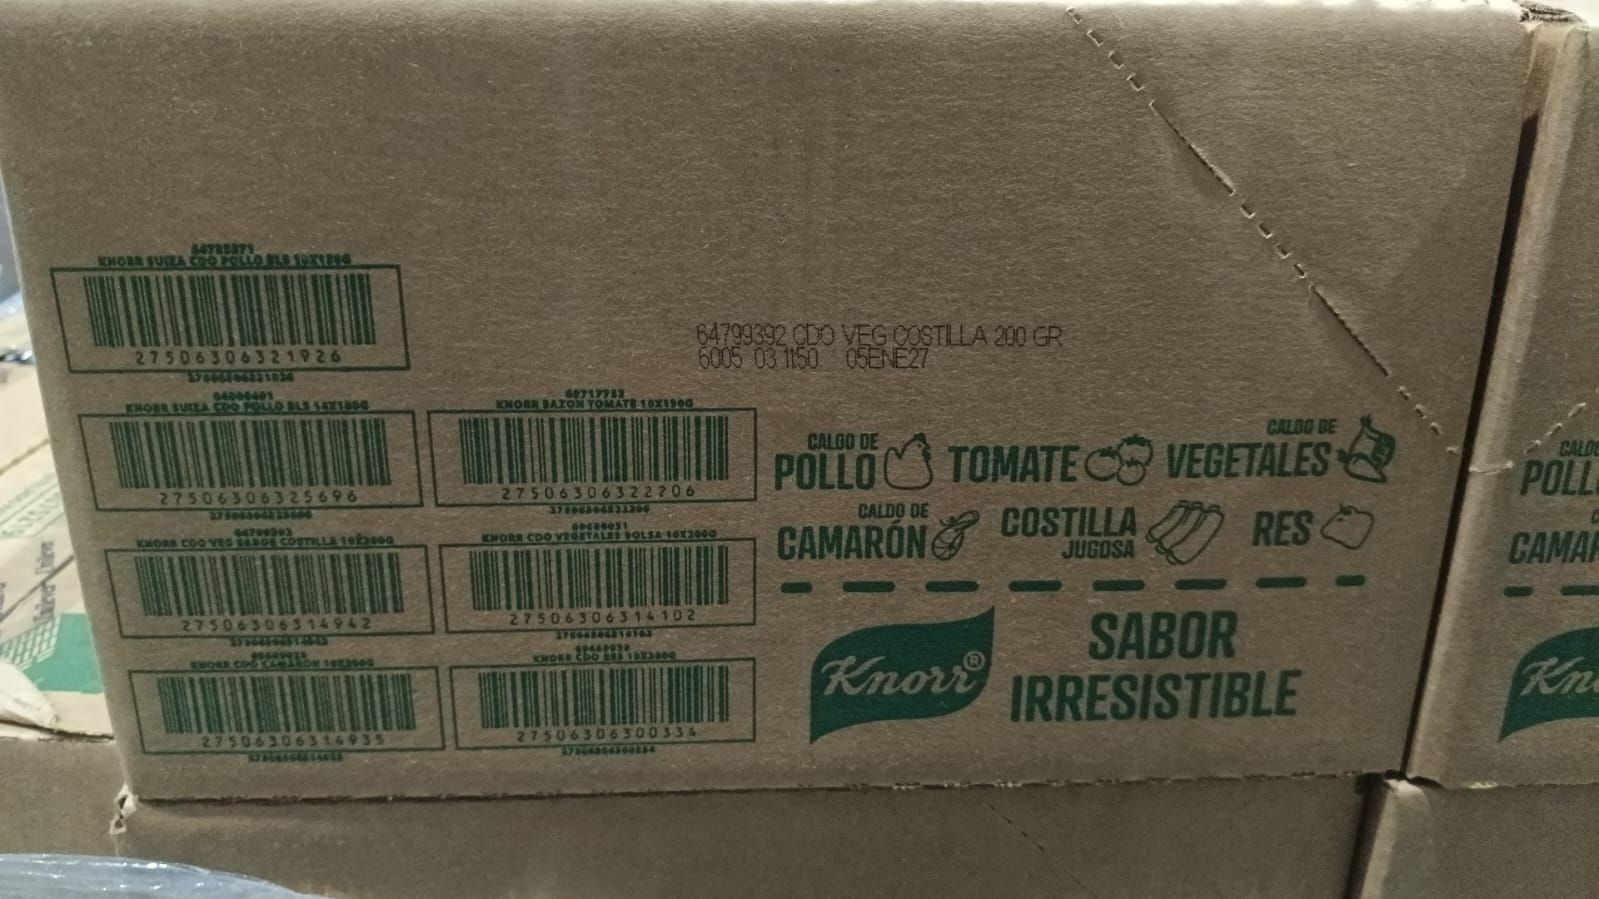 KNORR SUIZA CDO POLLO BLS
27506306321926
64799392 CDO VEG COSTILLA 200 GR
6005 03 1150 05ENE27
KNORR SUIZA CDO POLLO BLS
27506306325696
KNORR SAZON TOMATE
27506306322206
KNORR CDO VEG SABOR COSTILLA 10X200G
27506306314942
KNORR CDO VEGETALES BOLSA 10X200G
27506306314102
KNORR CDO CAMARON 10X200G
27506306314935
KNORR CDO RES 10X200G
27506306300334
CALDO DE
POLLO
TOMATE
CALDO DE
VEGETALES
CALDO DE
CAMARÓN
COSTILLA
JUGOSA
RES
Knorr®
SABOR
IRRESISTIBLE